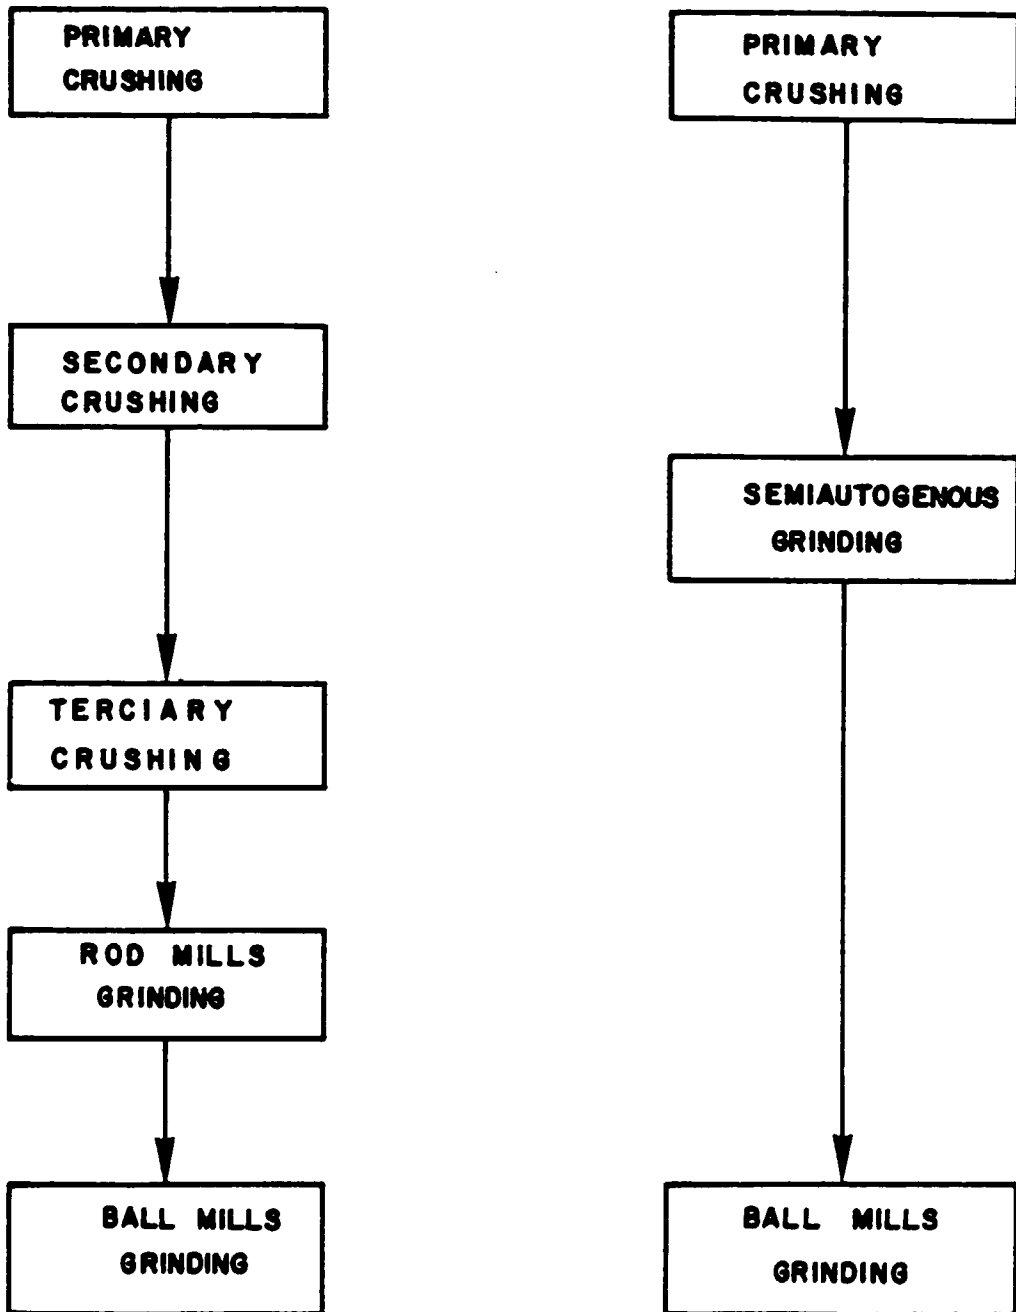 PRIMARY
CRUSHING
SECONDARY
CRUSHING
TERCIARY
CRUSHING
ROD MILLS
GRINDING
BALL MILLS
GRINDING
PRIMARY
CRUSHING
SEMIAUTOGENOUS
GRINDING
BALL MILLS
GRINDING